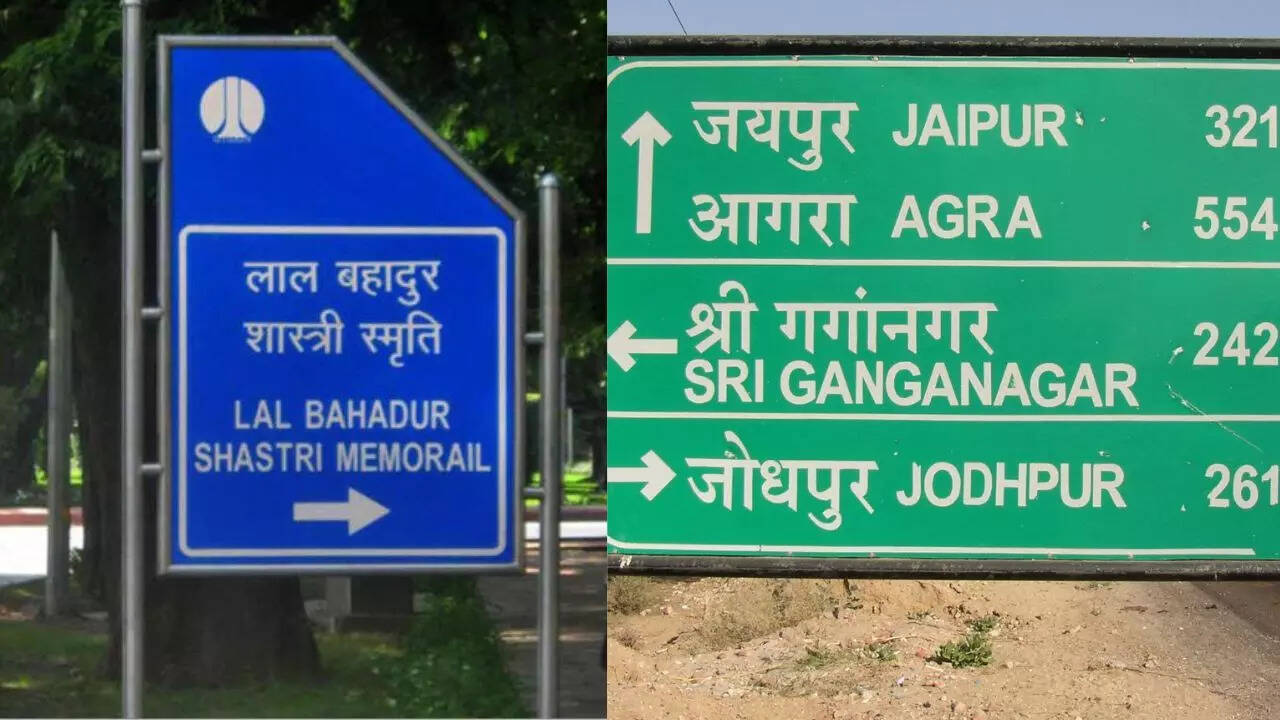 लाल बहादुर
शास्त्री स्मृति
LAL BAHADUR
SHASTRI MEMORAIL
जयपुर JAIPUR 321
आगरा AGRA 554
श्री गगांनगर 242
SRI GANGANAGAR
जोधपुर JODHPUR 261